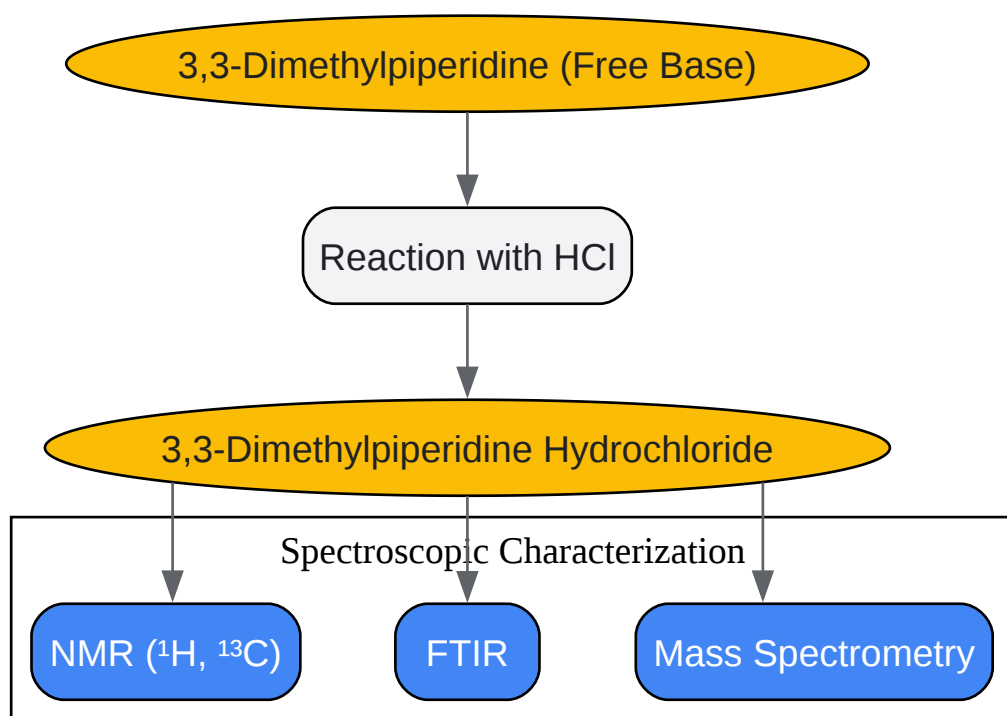 3,3-Dimethylpiperidine (Free Base)
Reaction with HCl
3,3-Dimethylpiperidine Hydrochloride
Spectroscopic Characterization
NMR (¹H, ¹³C)
FTIR
Mass Spectrometry